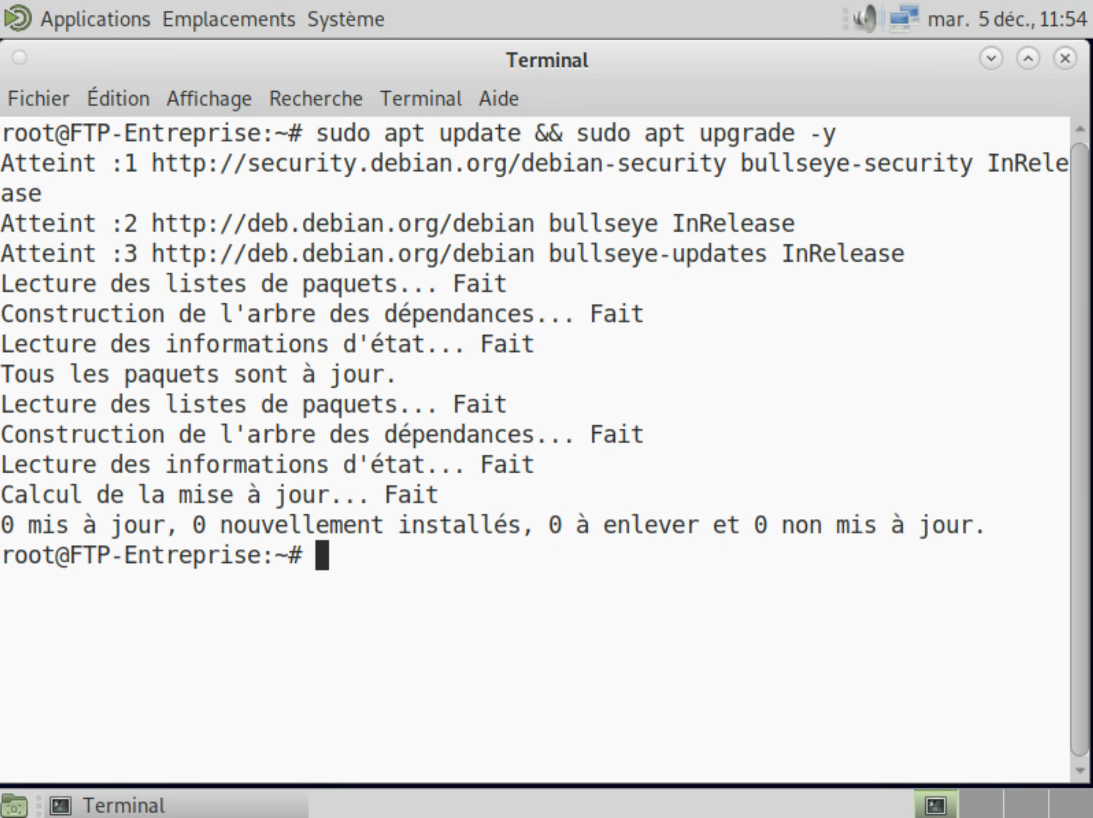 Applications Emplacements Système mar. 5 déc., 11:54
Terminal
Fichier Édition Affichage Recherche Terminal Aide
root@FTP-Entreprise:~# sudo apt update && sudo apt upgrade -y
Atteint :1 http://security.debian.org/debian-security bullseye-security InRele
ase
Atteint :2 http://deb.debian.org/debian bullseye InRelease
Atteint :3 http://deb.debian.org/debian bullseye-updates InRelease
Lecture des listes de paquets... Fait
Construction de l'arbre des dépendances... Fait
Lecture des informations d'état... Fait
Tous les paquets sont à jour.
Lecture des listes de paquets... Fait
Construction de l'arbre des dépendances... Fait
Lecture des informations d'état... Fait
Calcul de la mise à jour... Fait
0 mis à jour, 0 nouvellement installés, 0 à enlever et 0 non mis à jour.
root@FTP-Entreprise:~#
Terminal